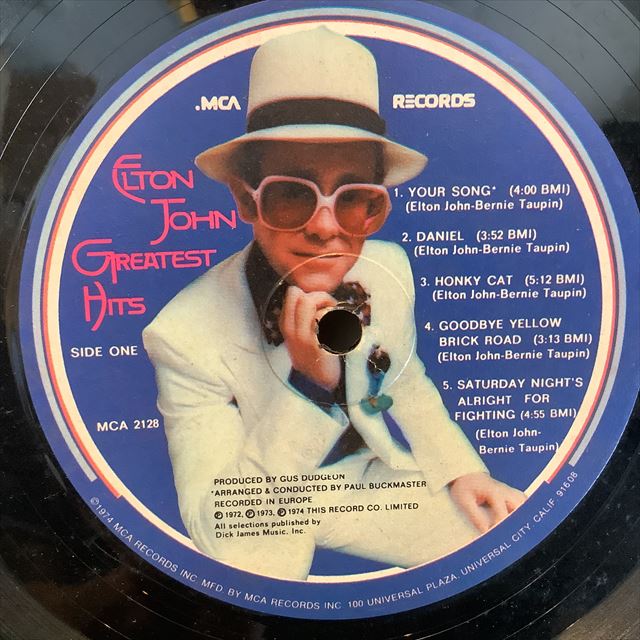 .MCA RECORDS
ELTON
JOHN
GREATEST
HITS
SIDE ONE
MCA 2128
1. YOUR SONG* (4:00 BMI)
(Elton John-Bernie Taupin)
2. DANIEL (3:52 BMI)
(Elton John-Bernie Taupin)
3. HONKY CAT (5:12 BMI)
(Elton John-Bernie Taupin)
4. GOODBYE YELLOW
BRICK ROAD (3:13 BMI)
(Elton John-Bernie Taupin)
5. SATURDAY NIGHT'S
ALRIGHT FOR
FIGHTING (4:55 BMI)
(Elton John-
Bernie Taupin)
PRODUCED BY GUS DUDGEON
*ARRANGED & CONDUCTED BY PAUL BUCKMASTER
RECORDED IN EUROPE
℗ 1972, ℗ 1973, ℗ 1974 THIS RECORD CO. LIMITED
All selections published by
Dick James Music, Inc.
©1974 MCA RECORDS INC. MFD. BY MCA RECORDS INC 100 UNIVERSAL PLAZA, UNIVERSAL CITY, CALIF. 91608